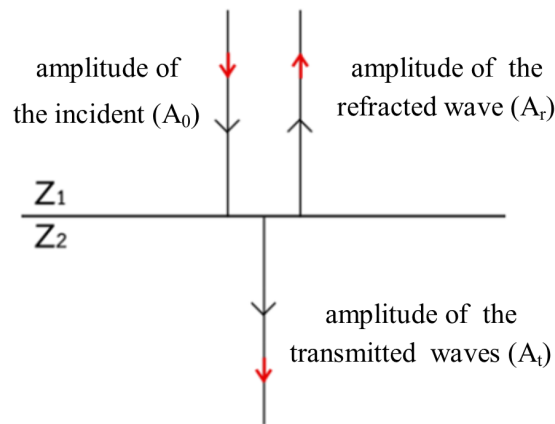 amplitude of
the incident (A₀)
amplitude of the
refracted wave (Aᵣ)
Z₁
Z₂
amplitude of the
transmitted waves (Aₜ)